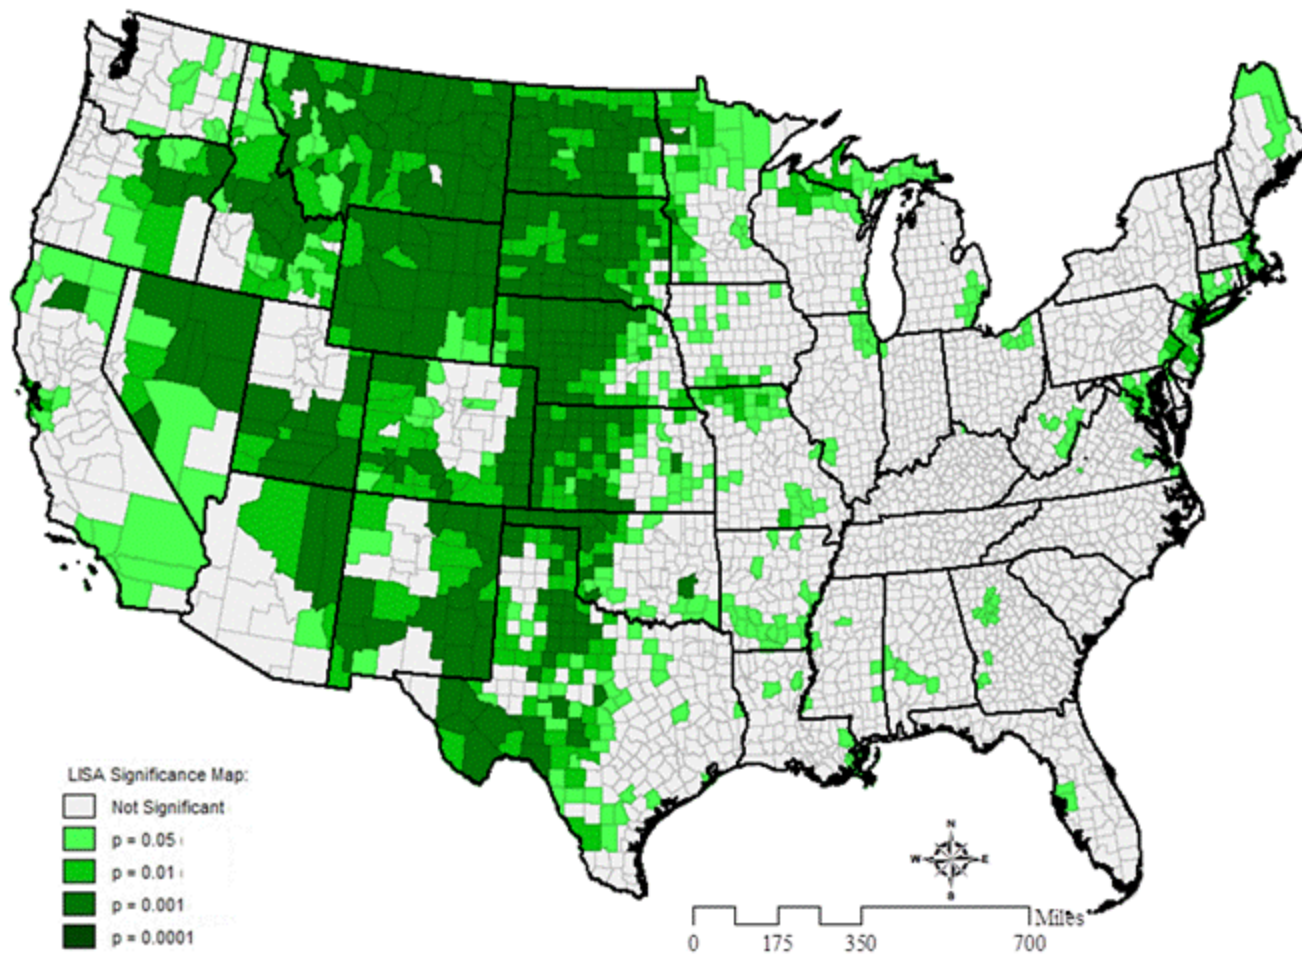 LISA Significance Map:
Not Significant
p = 0.05
p = 0.01
p = 0.001
p = 0.0001
N
W
E
S
Miles
0 175 350 700